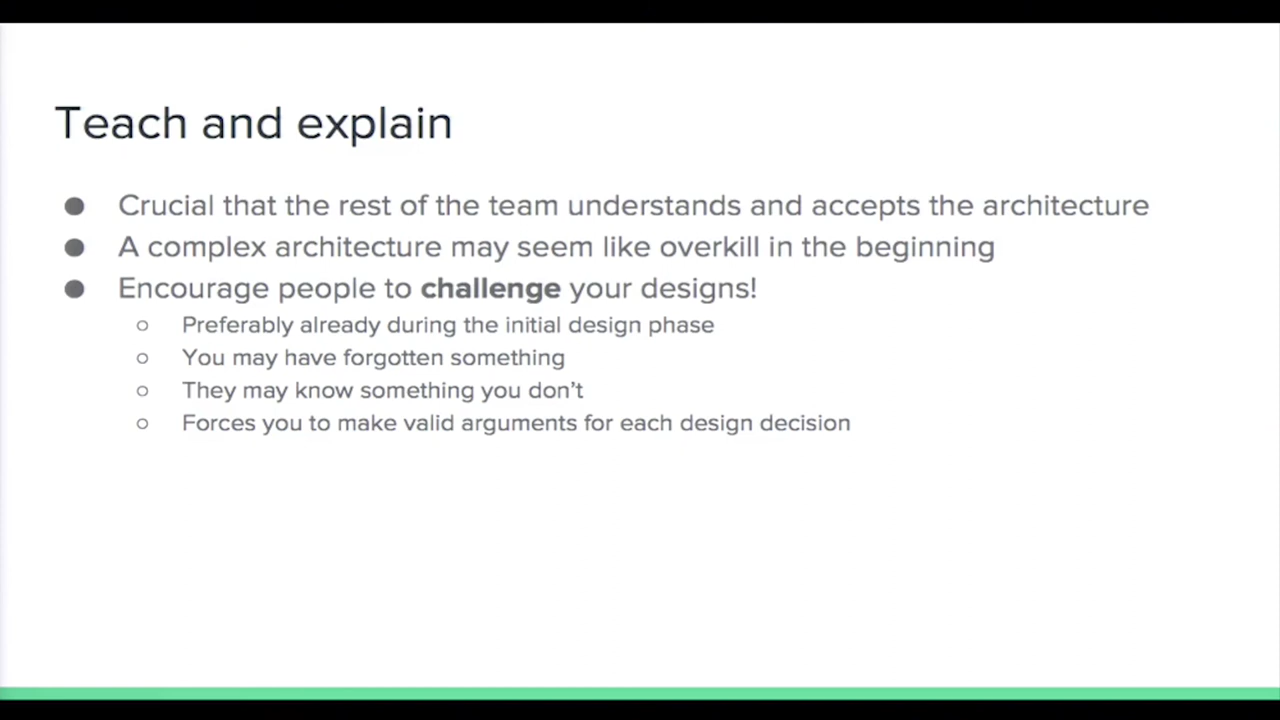 Teach and explain
● Crucial that the rest of the team understands and accepts the architecture
● A complex architecture may seem like overkill in the beginning
● Encourage people to challenge your designs!
○ Preferably already during the initial design phase
○ You may have forgotten something
○ They may know something you don’t
○ Forces you to make valid arguments for each design decision